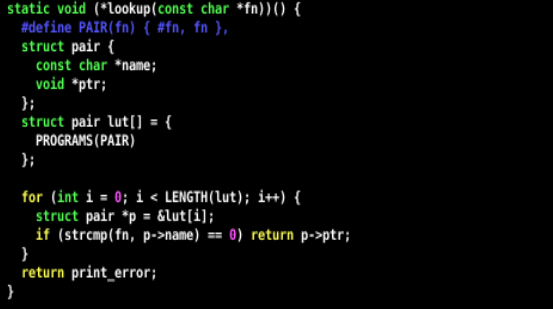 static void (*lookup(const char *fn))() {
  #define PAIR(fn) { #fn, fn },
  struct pair {
    const char *name;
    void *ptr;
  };
  struct pair lut[] = {
    PROGRAMS(PAIR)
  };

  for (int i = 0; i < LENGTH(lut); i++) {
    struct pair *p = &lut[i];
    if (strcmp(fn, p->name) == 0) return p->ptr;
  }
  return print_error;
}